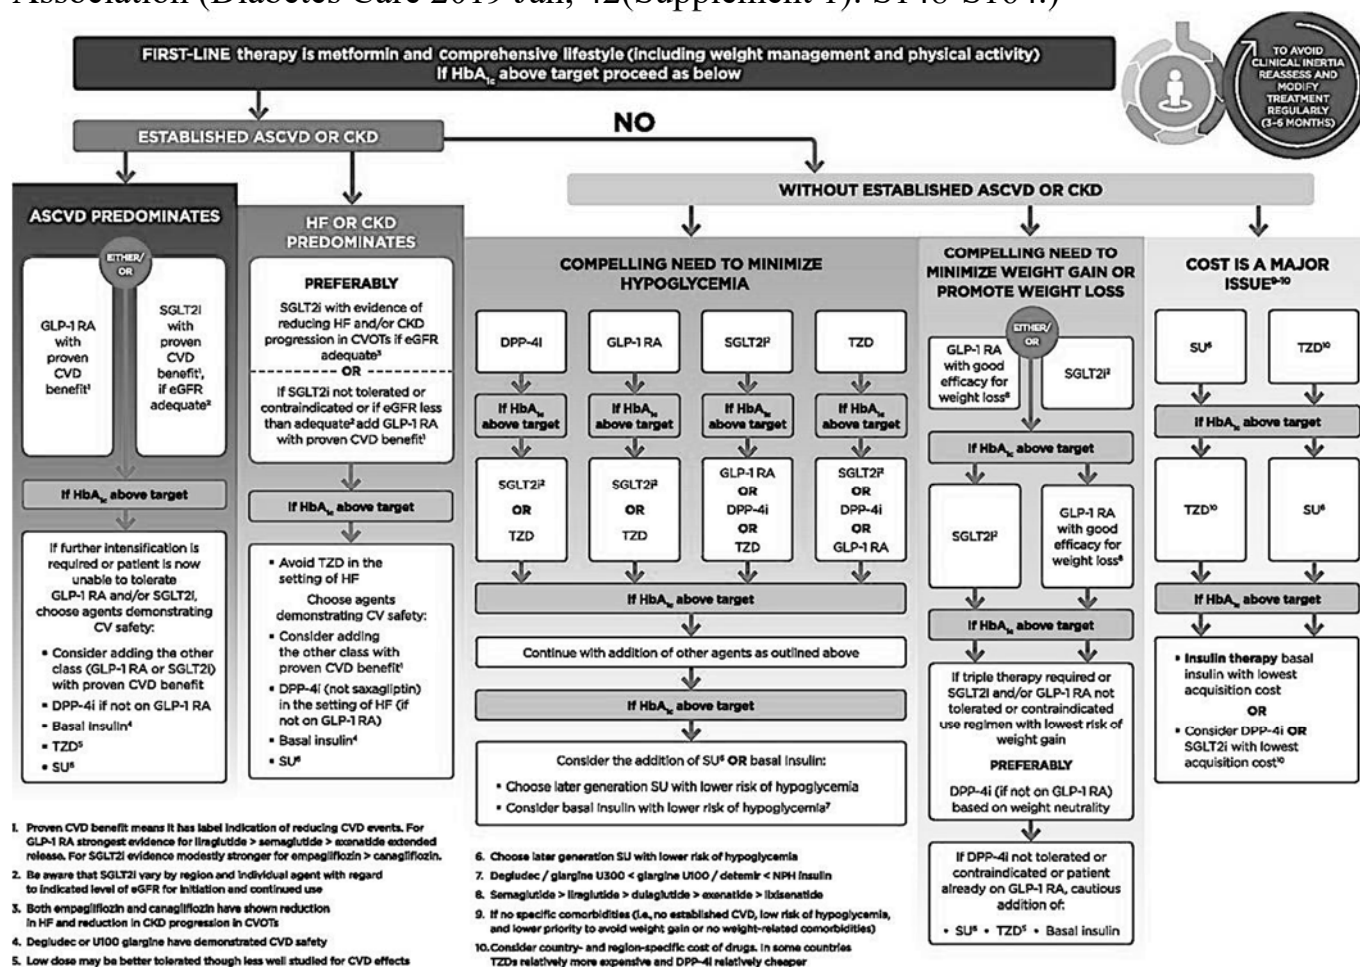 Association (Diabetes Care 2019 Jan; 42(Supplement 1): S148-S164.)
FIRST-LINE therapy is metformin and comprehensive lifestyle (including weight management and physical activity)
If HbA1c above target proceed as below
TO AVOID
CLINICAL INERTIA
REASSESS AND
MODIFY
TREATMENT
REGULARLY
(3-6 MONTHS)
ESTABLISHED ASCVD OR CKD
NO
WITHOUT ESTABLISHED ASCVD OR CKD
ASCVD PREDOMINATES
EITHER/
OR
GLP-1 RA
with
proven
CVD
benefit¹
SGLT2i
with
proven
CVD
benefit¹,
if eGFR
adequate²
If HbA1c above target
If further intensification is
required or patient is now
unable to tolerate
GLP-1 RA and/or SGLT2i,
choose agents demonstrating
CV safety:
• Consider adding the other
class (GLP-1 RA or SGLT2i)
with proven CVD benefit
• DPP-4i if not on GLP-1 RA
• Basal insulin⁴
• TZD⁵
• SU⁶
HF OR CKD
PREDOMINATES
PREFERABLY
SGLT2i with evidence of
reducing HF and/or CKD
progression in CVOTs if eGFR
adequate³
OR
If SGLT2i not tolerated or
contraindicated or if eGFR less
than adequate² add GLP-1 RA
with proven CVD benefit¹
If HbA1c above target
• Avoid TZD in the
setting of HF
Choose agents
demonstrating CV safety:
• Consider adding
the other class with
proven CVD benefit¹
• DPP-4i (not saxagliptin)
in the setting of HF (if
not on GLP-1 RA)
• Basal insulin⁴
• SU⁶
COMPELLING NEED TO MINIMIZE
HYPOGLYCEMIA
DPP-4i
GLP-1 RA
SGLT2i²
TZD
If HbA1c
above target
If HbA1c
above target
If HbA1c
above target
If HbA1c
above target
SGLT2i²
OR
TZD
SGLT2i²
OR
TZD
GLP-1 RA
OR
DPP-4i
OR
TZD
SGLT2i²
OR
DPP-4i
OR
GLP-1 RA
If HbA1c above target
Continue with addition of other agents as outlined above
If HbA1c above target
Consider the addition of SU⁶ OR basal insulin:
• Choose later generation SU with lower risk of hypoglycemia
• Consider basal insulin with lower risk of hypoglycemia⁷
COMPELLING NEED TO
MINIMIZE WEIGHT GAIN OR
PROMOTE WEIGHT LOSS
EITHER/
OR
GLP-1 RA
with good
efficacy for
weight loss⁸
SGLT2i²
If HbA1c above target
SGLT2i²
GLP-1 RA
with good
efficacy for
weight loss⁸
If HbA1c above target
If triple therapy required or
SGLT2i and/or GLP-1 RA not
tolerated or contraindicated
use regimen with lowest risk of
weight gain
PREFERABLY
DPP-4i (if not on GLP-1 RA)
based on weight neutrality
If DPP-4i not tolerated or
contraindicated or patient
already on GLP-1 RA, cautious
addition of:
• SU⁶ • TZD⁵ • Basal insulin
COST IS A MAJOR
ISSUE⁹⁻¹⁰
SU⁶
TZD¹⁰
If HbA1c above target
TZD¹⁰
SU⁶
If HbA1c above target
• Insulin therapy basal
insulin with lowest
acquisition cost
OR
• Consider DPP-4i OR
SGLT2i with lowest
acquisition cost¹⁰
1. Proven CVD benefit means it has label indication of reducing CVD events. For
GLP-1 RA strongest evidence for liraglutide > semaglutide > exenatide extended
release. For SGLT2i evidence modestly stronger for empagliflozin > canagliflozin.
2. Be aware that SGLT2i vary by region and individual agent with regard
to indicated level of eGFR for initiation and continued use
3. Both empagliflozin and canagliflozin have shown reduction
in HF and reduction in CKD progression in CVOTs
4. Degludec or U100 glargine have demonstrated CVD safety
5. Low dose may be better tolerated though less well studied for CVD effects
6. Choose later generation SU with lower risk of hypoglycemia
7. Degludec / glargine U300 < glargine U100 / detemir < NPH insulin
8. Semaglutide > liraglutide > dulaglutide > exenatide > lixisenatide
9. If no specific comorbidities (i.e., no established CVD, low risk of hypoglycemia,
and lower priority to avoid weight gain or no weight-related comorbidities)
10. Consider country- and region-specific cost of drugs. In some countries
TZDs relatively more expensive and DPP-4i relatively cheaper